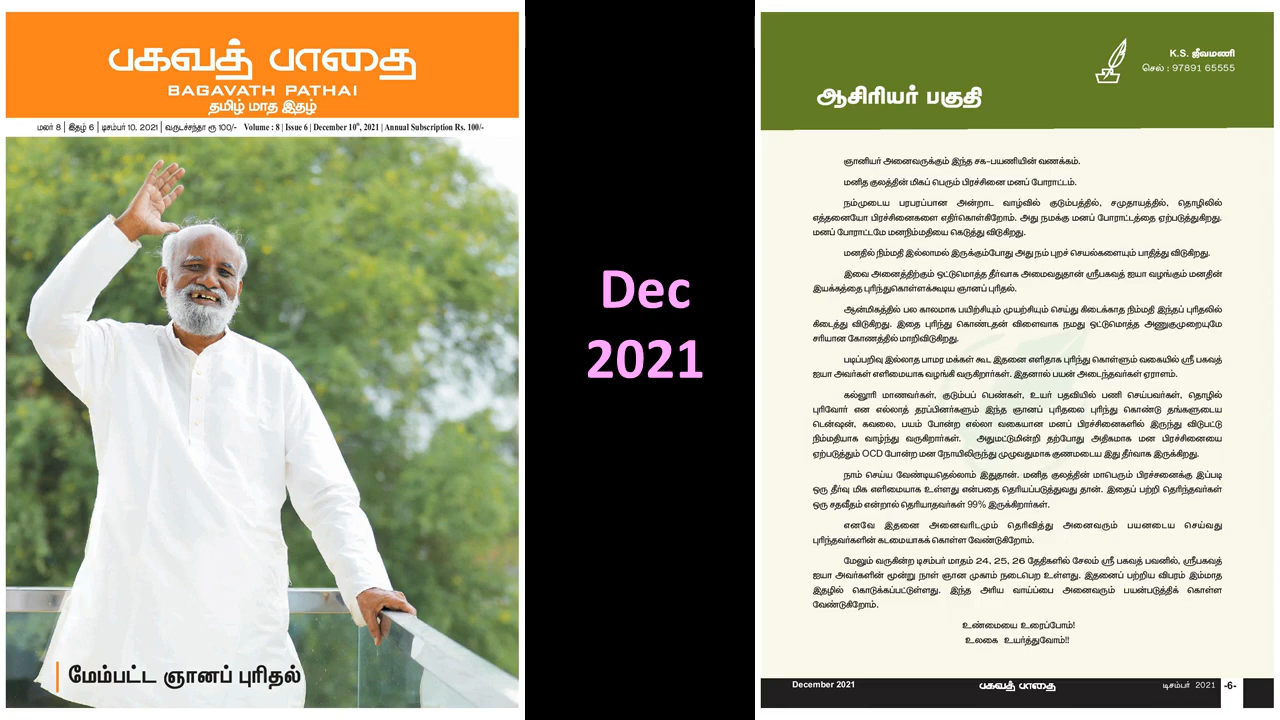 பகவத் பாதை
BAGAVATH PATHAI
தமிழ் மாத இதழ்
மலர் 8 | இதழ் 6 | டிசம்பர் 10, 2021 | வருடச்சந்தா ரூ 100/- Volume : 8 | Issue 6 | December 10th, 2021 | Annual Subscription Rs. 100/-
மேம்பட்ட ஞானப் புரிதல்
Dec
2021
K.S. ஜீவமணி
செல் : 97891 65555
ஆசிரியர் பகுதி
ஞானியர் அனைவருக்கும் இந்த சக-பயணியின் வணக்கம்.
மனித குலத்தின் மிகப் பெரும் பிரச்சினை மனப் போராட்டம்.
நம்முடைய பரபரப்பான அன்றாட வாழ்வில் குடும்பத்தில், சமுதாயத்தில், தொழிலில்
எத்தனையோ பிரச்சினைகளை எதிர்கொள்கிறோம். அது நமக்கு மனப் போராட்டத்தை ஏற்படுத்துகிறது.
மனப் போராட்டமே மனநிம்மதியை கெடுத்து விடுகிறது.
மனதில் நிம்மதி இல்லாமல் இருக்கும்போது அது நம் புறச் செயல்களையும் பாதித்து விடுகிறது.
இவை அனைத்திற்கும் ஒட்டுமொத்த தீர்வாக அமைவதுதான் ஸ்ரீபகவத் ஐயா வழங்கும் மனதின்
இயக்கத்தை புரிந்துகொள்ளக்கூடிய ஞானப் புரிதல்.
ஆன்மிகத்தில் பல காலமாக பயிற்சியும் முயற்சியும் செய்து கிடைக்காத நிம்மதி இந்தப் புரிதலில்
கிடைத்து விடுகிறது. இதை புரிந்து கொண்டதன் விளைவாக நமது ஒட்டுமொத்த அணுகுமுறையுமே
சரியான கோணத்தில் மாறிவிடுகிறது.
படிப்பறிவு இல்லாத பாமர மக்கள் கூட இதனை எளிதாக புரிந்து கொள்ளும் வகையில் ஸ்ரீ பகவத்
ஐயா அவர்கள் எளிமையாக வழங்கி வருகிறார்கள். இதனால் பயன் அடைந்தவர்கள் ஏராளம்.
கல்லூரி மாணவர்கள், குடும்பப் பெண்கள், உயர் பதவியில் பணி செய்பவர்கள், தொழில்
புரிவோர் என எல்லாத் தரப்பினர்களும் இந்த ஞானப் புரிதலை புரிந்து கொண்டு தங்களுடைய
டென்ஷன், கவலை, பயம் போன்ற எல்லா வகையான மனப் பிரச்சினைகளில் இருந்து விடுபட்டு
நிம்மதியாக வாழ்ந்து வருகிறார்கள். அதுமட்டுமின்றி தற்போது அதிகமாக மன பிரச்சினையை
ஏற்படுத்தும் OCD போன்ற மன நோயிலிருந்து முழுவதுமாக குணமடைய இது தீர்வாக இருக்கிறது.
நாம் செய்ய வேண்டியதெல்லாம் இதுதான். மனித குலத்தின் மாபெரும் பிரச்சனைக்கு இப்படி
ஒரு தீர்வு மிக எளிமையாக உள்ளது என்பதை தெரியப்படுத்துவது தான். இதைப் பற்றி தெரிந்தவர்கள்
ஒரு சதவீதம் என்றால் தெரியாதவர்கள் 99% இருக்கிறார்கள்.
எனவே இதனை அனைவரிடமும் தெரிவித்து அனைவரும் பயனடைய செய்வது
புரிந்தவர்களின் கடமையாகக் கொள்ள வேண்டுகிறோம்.
மேலும் வருகின்ற டிசம்பர் மாதம் 24, 25, 26 தேதிகளில் சேலம் ஸ்ரீ பகவத் பவனில், ஸ்ரீபகவத்
ஐயா அவர்களின் மூன்று நாள் ஞான முகாம் நடைபெற உள்ளது. இதனைப் பற்றிய விபரம் இம்மாத
இதழில் கொடுக்கப்பட்டுள்ளது. இந்த அரிய வாய்ப்பை அனைவரும் பயன்படுத்திக் கொள்ள
வேண்டுகிறோம்.
உண்மையை உரைப்போம்!
உலகை உயர்த்துவோம்!!
December 2021 பகவத் பாதை டிசம்பர் 2021 -6-